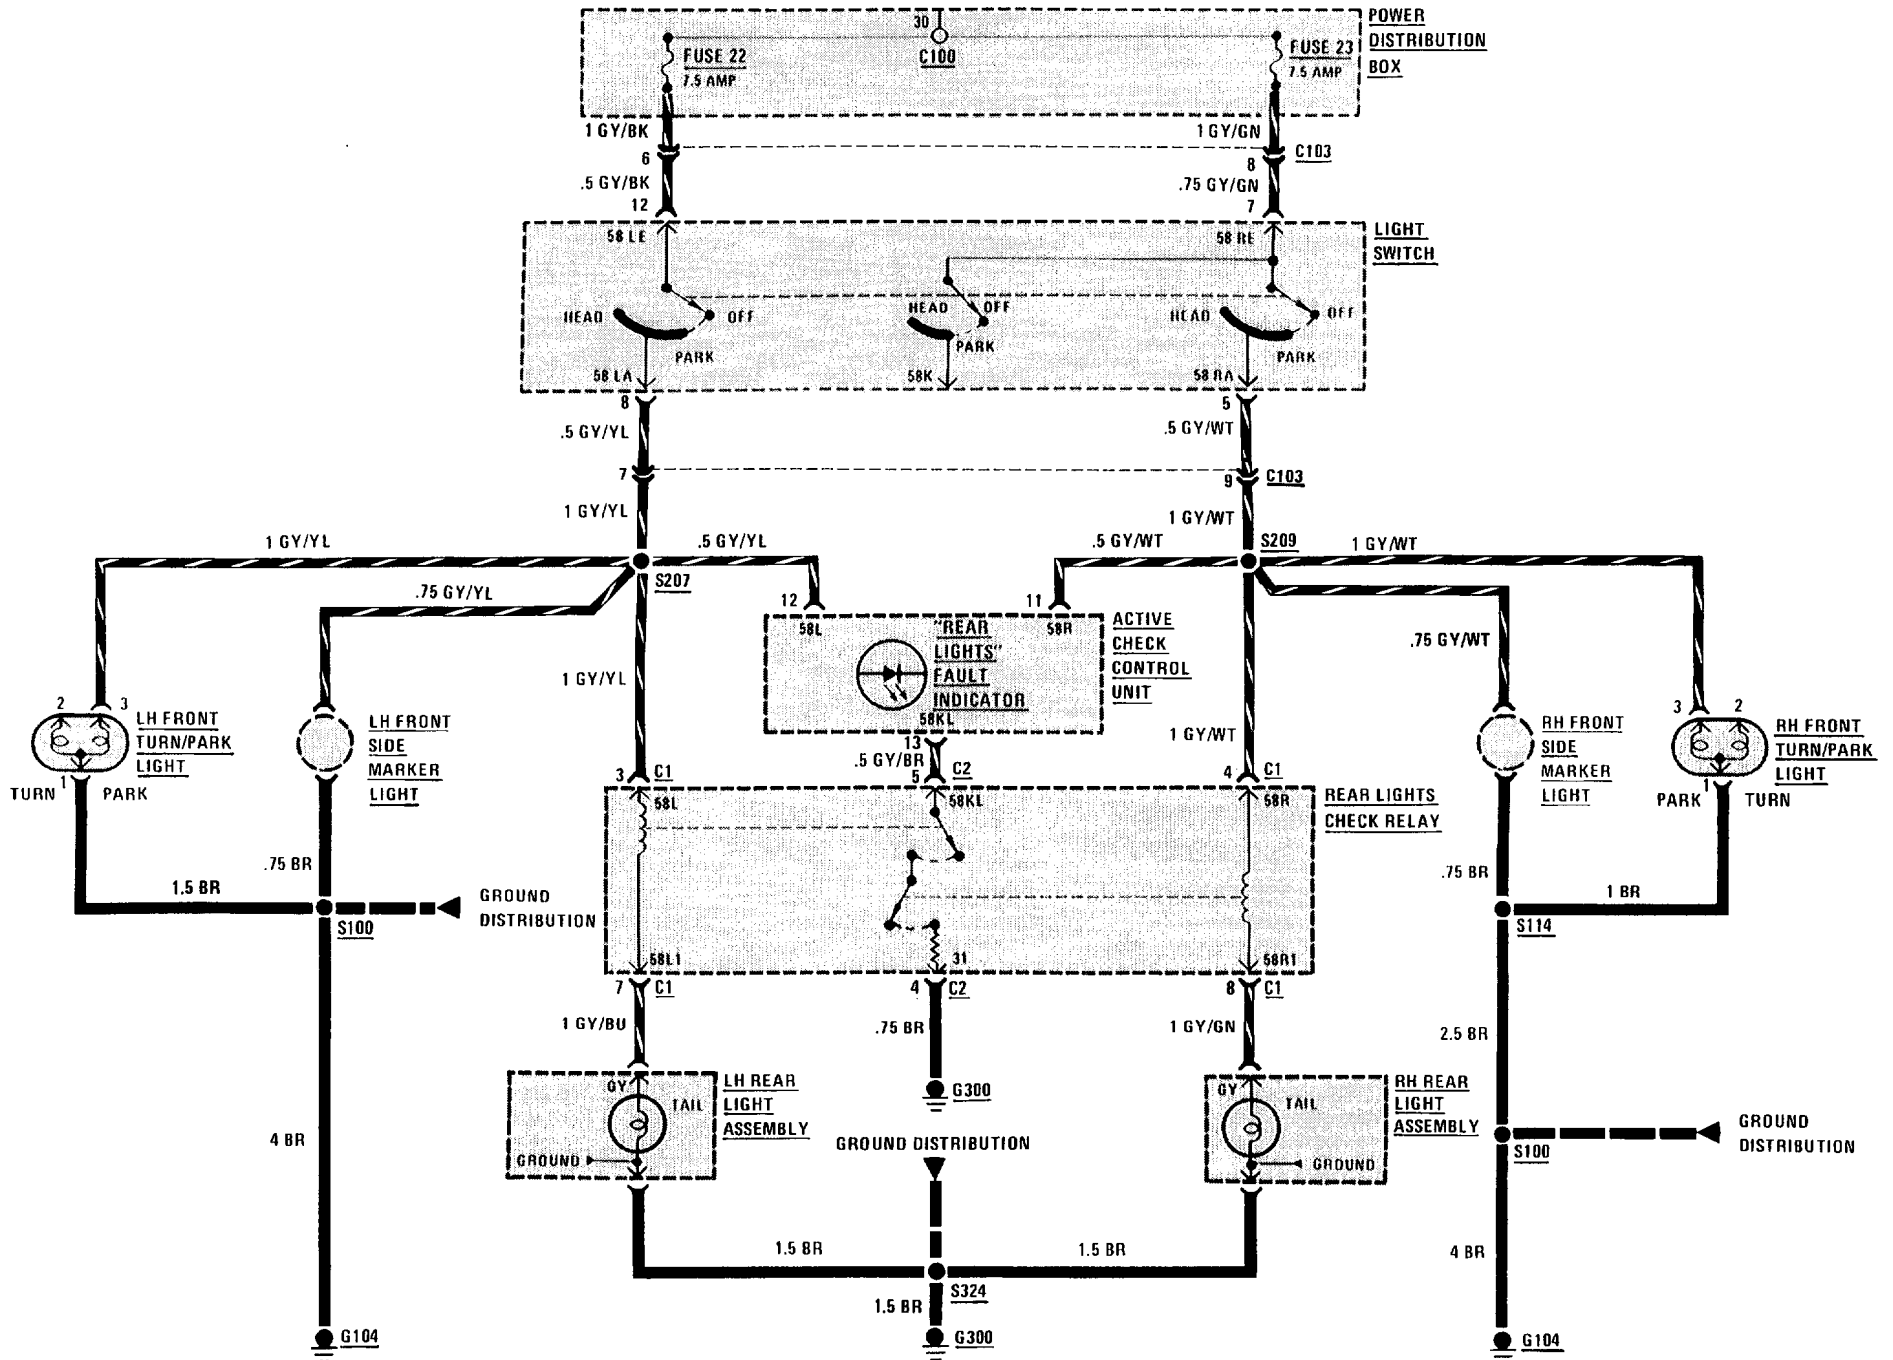 30
POWER
DISTRIBUTION
BOX
FUSE 22
7.5 AMP
C100
FUSE 23
7.5 AMP
1 GY/BK
1 GY/GN
6
8
C103
.5 GY/BK
.75 GY/GN
12
7
LIGHT
SWITCH
58 LE
58 RE
HEAD
OFF
PARK
HEAD
OFF
PARK
HEAD
OFF
PARK
58 LA
58K
58 RA
8
5
.5 GY/YL
.5 GY/WT
7
9
C103
1 GY/YL
1 GY/WT
1 GY/YL
.5 GY/YL
.5 GY/WT
S209
1 GY/WT
.75 GY/YL
S207
12
11
58L
58R
"REAR
LIGHTS"
FAULT
INDICATOR
58KL
ACTIVE
CHECK
CONTROL
UNIT
.75 GY/WT
1 GY/YL
1 GY/WT
2
3
LH FRONT
TURN/PARK
LIGHT
1
TURN
PARK
LH FRONT
SIDE
MARKER
LIGHT
RH FRONT
SIDE
MARKER
LIGHT
3
2
RH FRONT
TURN/PARK
LIGHT
1
PARK
TURN
13
.5 GY/BR
3
C1
5
C2
4
C1
58L
58KL
58R
REAR LIGHTS
CHECK RELAY
.75 BR
.75 BR
1.5 BR
1 BR
GROUND
DISTRIBUTION
S100
S114
58L1
31
58R1
7
C1
4
C2
8
C1
1 GY/BU
.75 BR
1 GY/GN
2.5 BR
GY
TAIL
GROUND
LH REAR
LIGHT
ASSEMBLY
G300
GROUND DISTRIBUTION
GY
TAIL
GROUND
RH REAR
LIGHT
ASSEMBLY
4 BR
S100
GROUND
DISTRIBUTION
1.5 BR
1.5 BR
4 BR
S324
1.5 BR
G104
G300
G104